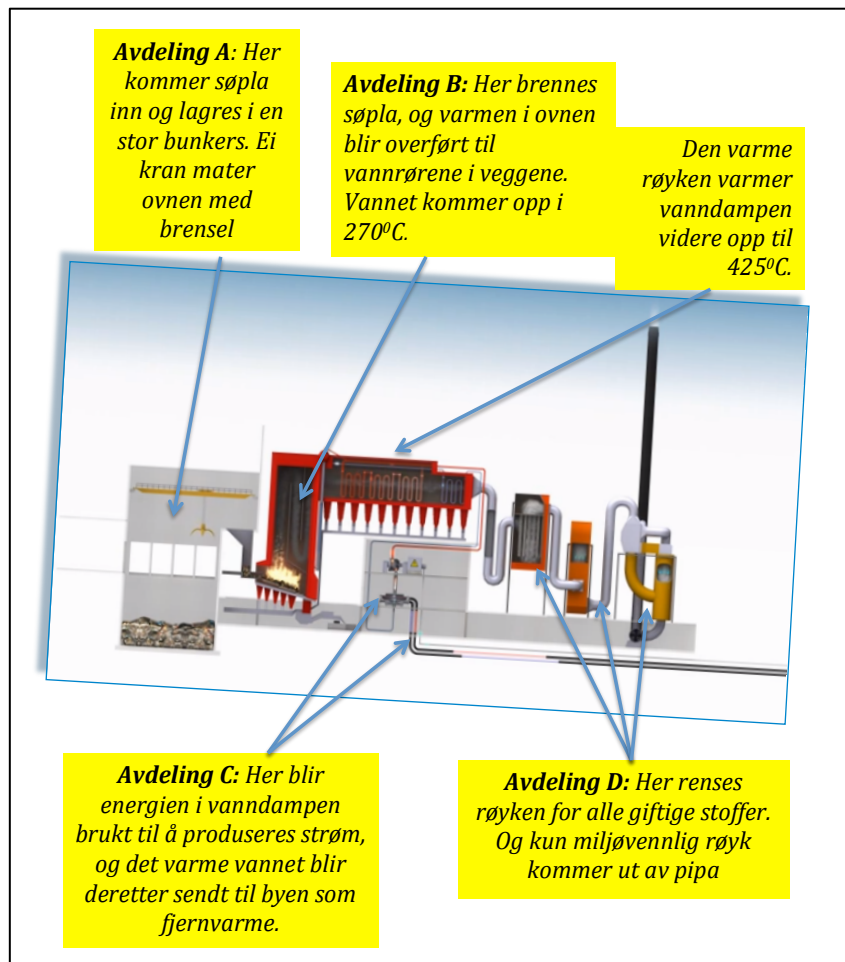 Avdeling A: Her
kommer søpla
inn og lagres i en
stor bunkers. Ei
kran mater
ovnen med
brensel
Avdeling B: Her brennes
søpla, og varmen i ovnen
blir overført til
vannrørene i veggene.
Vannet kommer opp i
270⁰C.
Den varme
røyken varmer
vanndampen
videre opp til
425⁰C.
Avdeling C: Her blir
energien i vanndampen
brukt til å produseres strøm,
og det varme vannet blir
deretter sendt til byen som
fjernvarme.
Avdeling D: Her renses
røyken for alle giftige stoffer.
Og kun miljøvennlig røyk
kommer ut av pipa